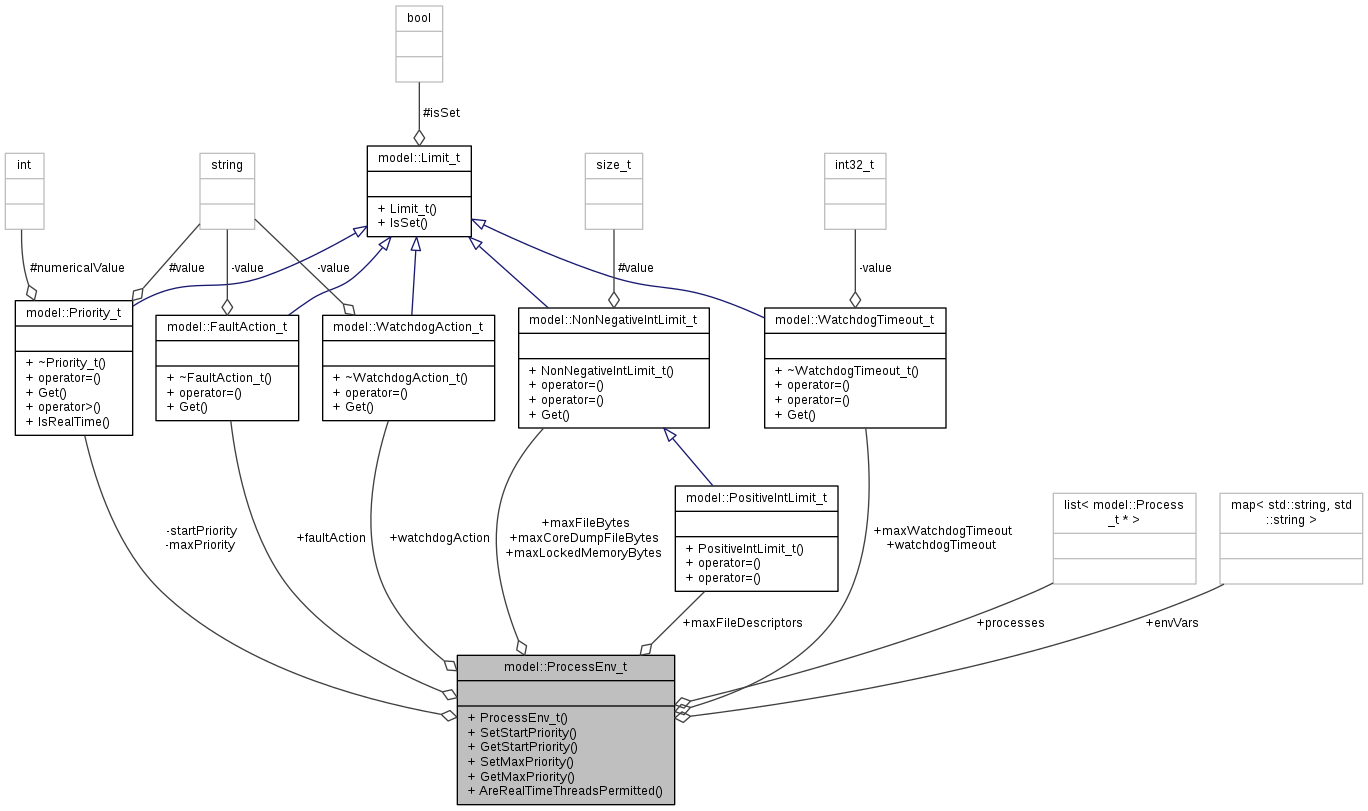 bool
#isSet
int
string
model::Limit_t
+ Limit_t()
+ IsSet()
size_t
int32_t
#numericalValue
#value
-value
-value
#value
-value
model::Priority_t
+ ~Priority_t()
+ operator=()
+ Get()
+ operator>()
+ IsRealTime()
model::FaultAction_t
+ ~FaultAction_t()
+ operator=()
+ Get()
model::WatchdogAction_t
+ ~WatchdogAction_t()
+ operator=()
+ Get()
model::NonNegativeIntLimit_t
+ NonNegativeIntLimit_t()
+ operator=()
+ operator=()
+ Get()
model::WatchdogTimeout_t
+ ~WatchdogTimeout_t()
+ operator=()
+ operator=()
+ Get()
model::PositiveIntLimit_t
+ PositiveIntLimit_t()
+ operator=()
+ operator=()
list< model::Process
_t * >
map< std::string, std
::string >
-startPriority
-maxPriority
+faultAction
+watchdogAction
+maxFileBytes
+maxCoreDumpFileBytes
+maxLockedMemoryBytes
+maxWatchdogTimeout
+watchdogTimeout
+maxFileDescriptors
+processes
+envVars
model::ProcessEnv_t
+ ProcessEnv_t()
+ SetStartPriority()
+ GetStartPriority()
+ SetMaxPriority()
+ GetMaxPriority()
+ AreRealTimeThreadsPermitted()